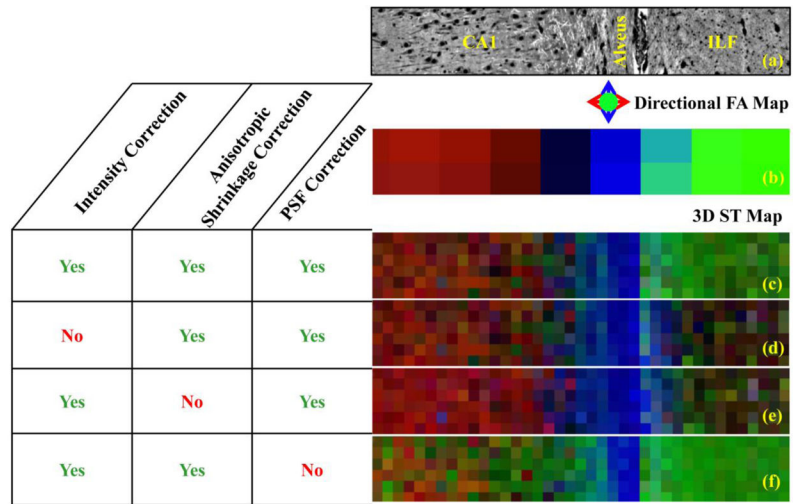 CA1
Alveus
ILF
(a)
Directional FA Map
(b)
Intensity Correction
Anisotropic
Shrinkage Correction
PSF Correction
3D ST Map
Yes Yes Yes (c)
No Yes Yes (d)
Yes No Yes (e)
Yes Yes No (f)